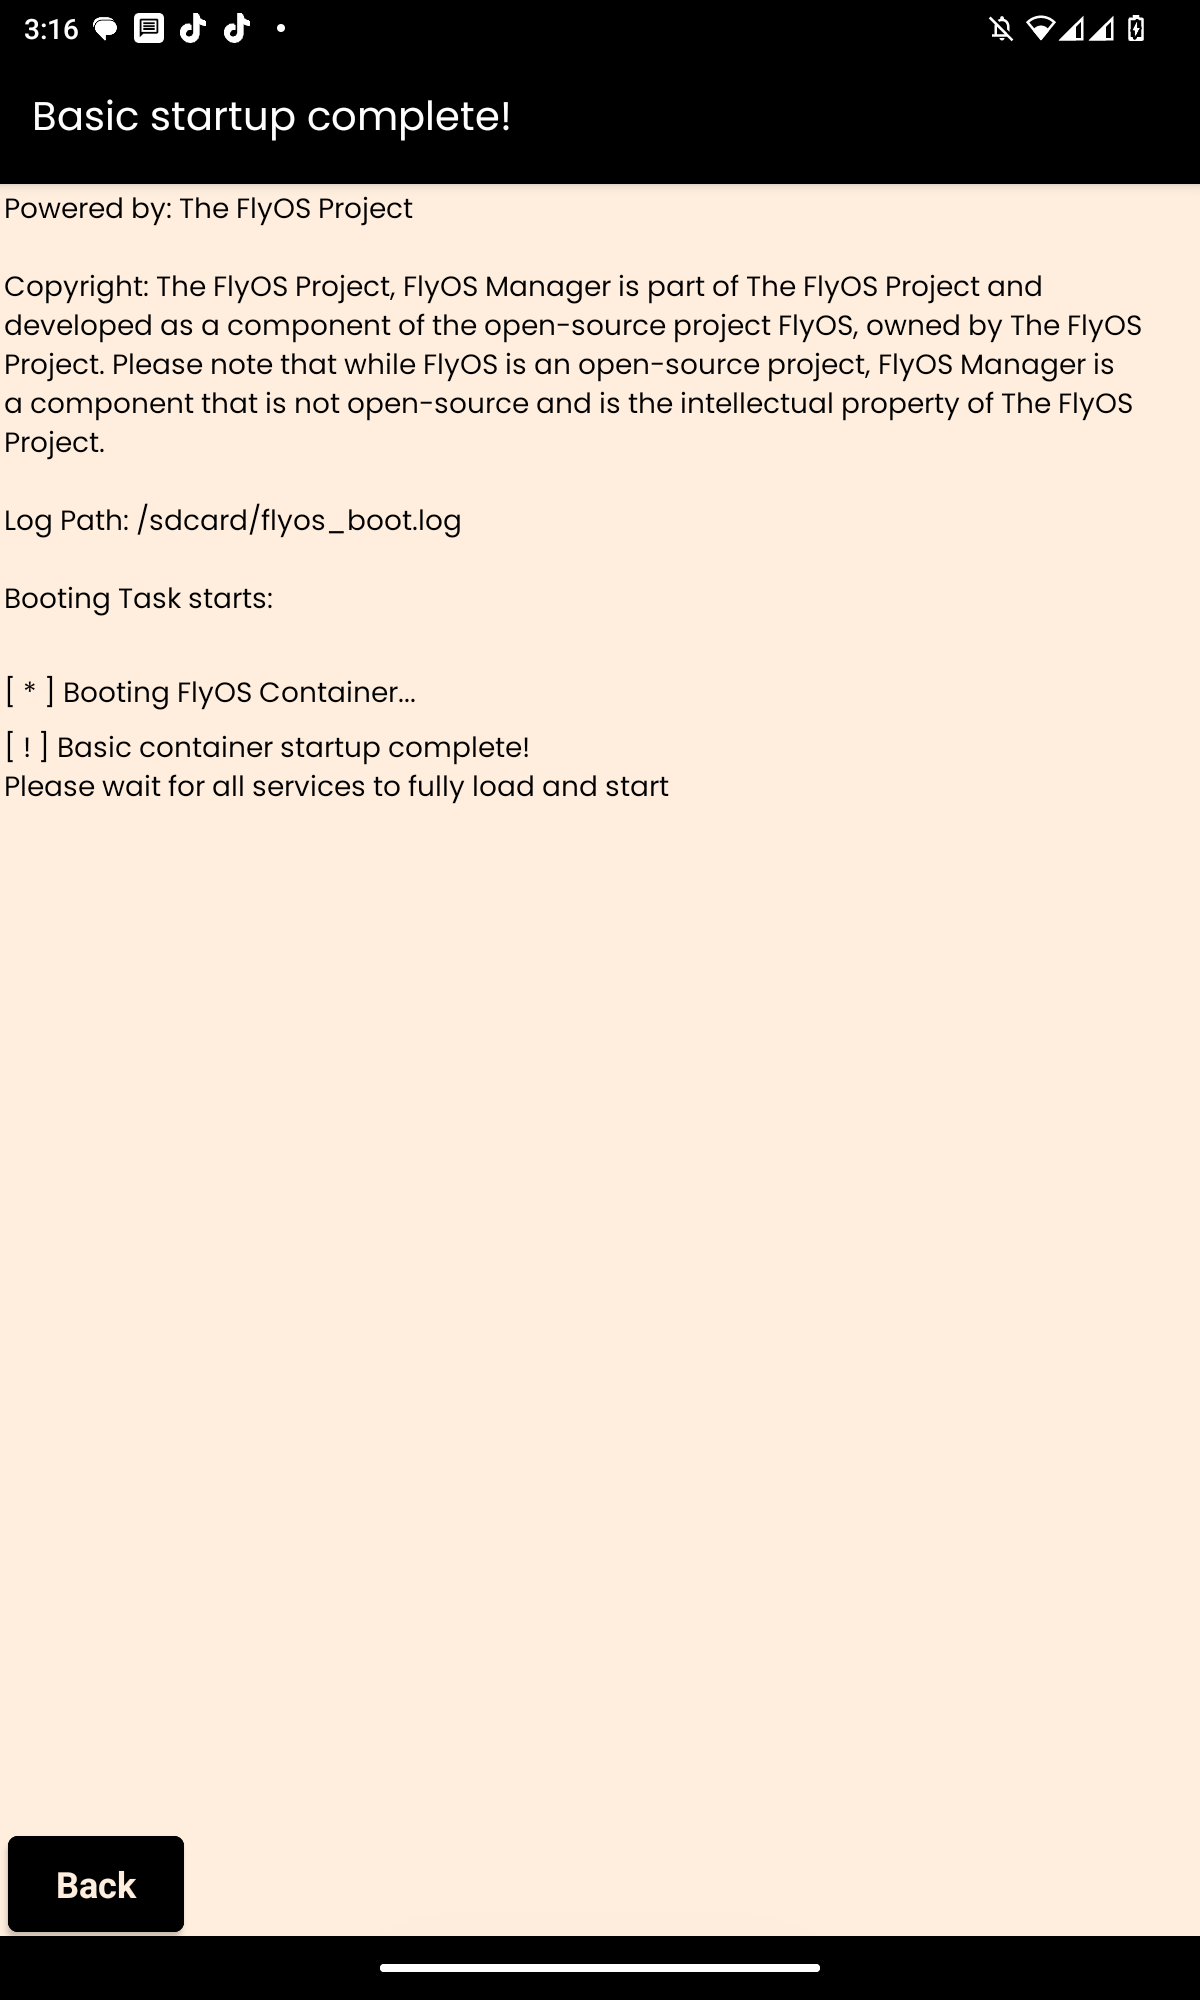 3:16
Basic startup complete!
Powered by: The FlyOS Project
Copyright: The FlyOS Project, FlyOS Manager is part of The FlyOS Project and
developed as a component of the open-source project FlyOS, owned by The FlyOS
Project. Please note that while FlyOS is an open-source project, FlyOS Manager is
a component that is not open-source and is the intellectual property of The FlyOS
Project.
Log Path: /sdcard/flyos_boot.log
Booting Task starts:
[ * ] Booting FlyOS Container...
[ ! ] Basic container startup complete!
Please wait for all services to fully load and start
Back